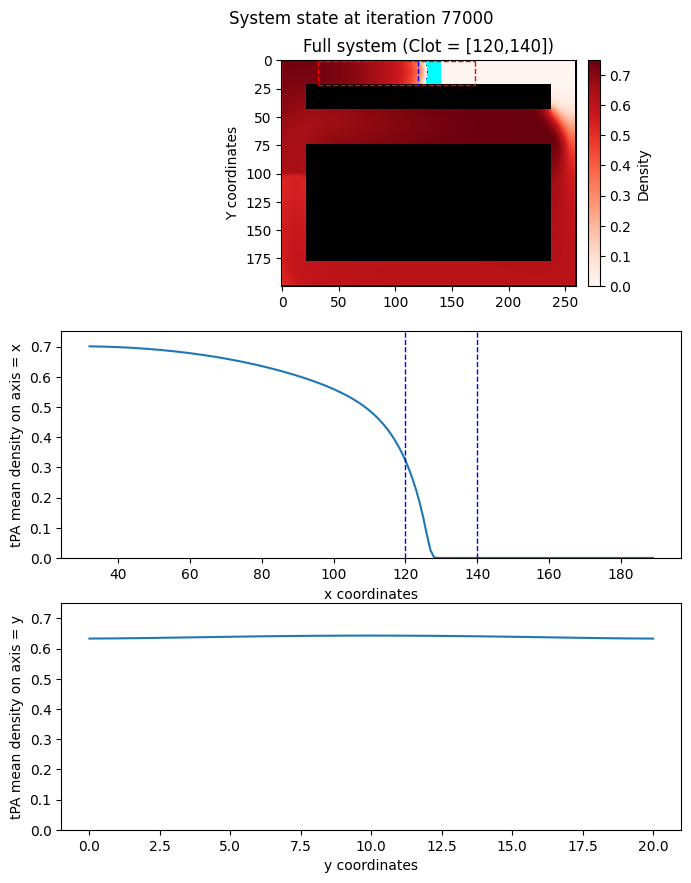 System state at iteration 77000
Full system (Clot = [120,140])
Y coordinates
0
25
50
75
100
125
150
175
0 50 100 150 200 250
0.7
0.6
0.5
0.4
0.3
0.2
0.1
0.0
Density
tPA mean density on axis = x
0.7
0.6
0.5
0.4
0.3
0.2
0.1
0.0
40 60 80 100 120 140 160 180
x coordinates
tPA mean density on axis = y
0.7
0.6
0.5
0.4
0.3
0.2
0.1
0.0
0.0 2.5 5.0 7.5 10.0 12.5 15.0 17.5 20.0
y coordinates